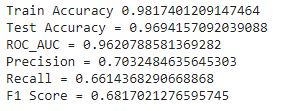 Train Accuracy 0.9817401209147464
Test Accuracy = 0.9694157092039088
ROC_AUC = 0.9620788581369282
Precision = 0.7032484635645303
Recall = 0.6614368290668868
F1 Score = 0.6817021276595745